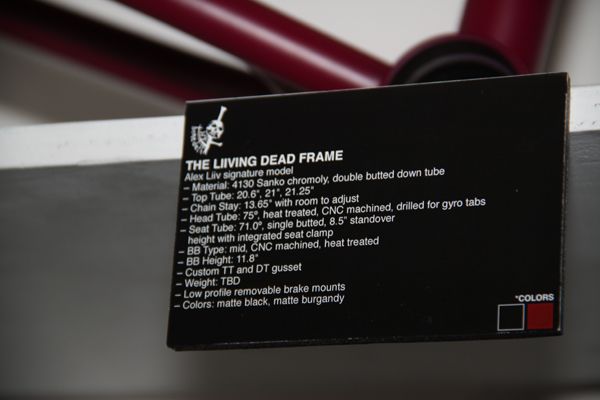 THE LIIVING DEAD FRAME
Alex Liiv signature model
– Material: 4130 Sanko chromoly, double butted down tube
– Top Tube: 20.6", 21", 21.25"
– Chain Stay: 13.65" with room to adjust
– Head Tube: 75º, heat treated, CNC machined, drilled for gyro tabs
– Seat Tube: 71.0º, single butted, 8.5" standover
height with integrated seat clamp
– BB Type: mid, CNC machined, heat treated
– BB Height: 11.8"
– Custom TT and DT gusset
– Weight: TBD
– Low profile removable brake mounts
– Colors: matte black, matte burgandy
*COLORS